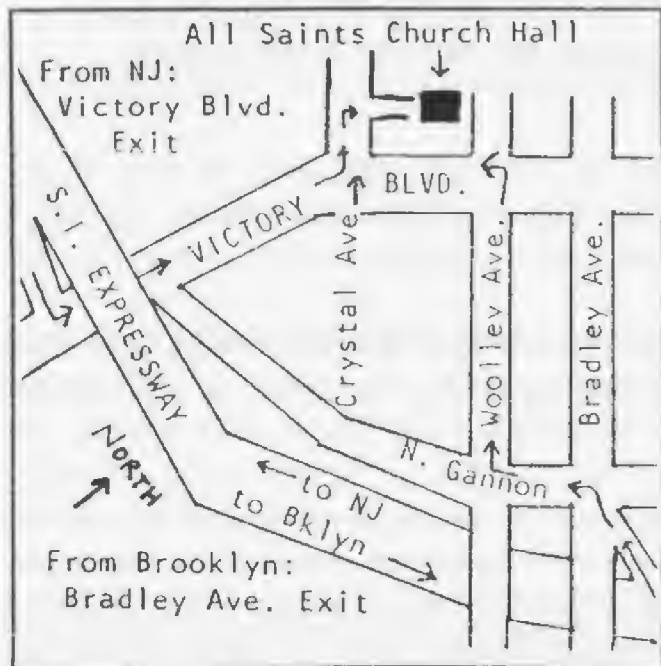 All Saints Church Hall
From NJ:
Victory Blvd.
Exit
BLVD.
VICTORY
S.I. EXPRESSWAY
Crystal Ave
Woolley Ave.
Bradley Ave.
N. Gannon
NORTH
to NJ
to Bklyn
From Brooklyn:
Bradley Ave. Exit